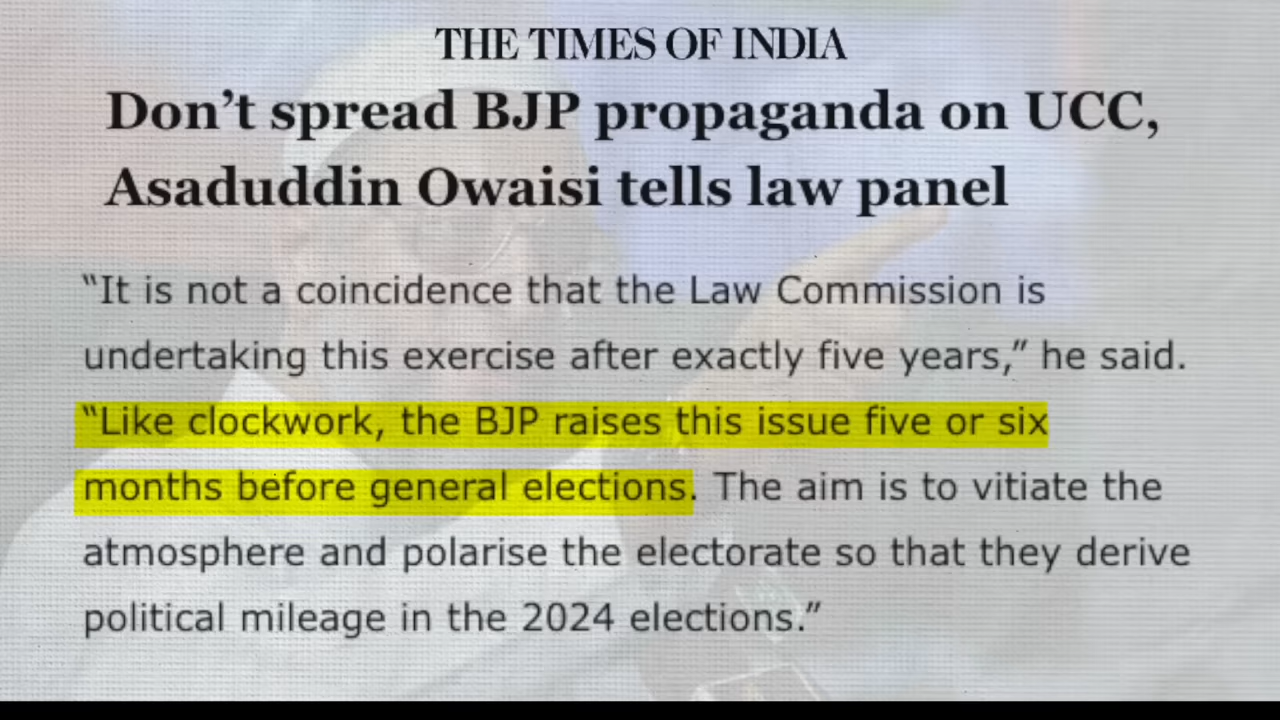 THE TIMES OF INDIA
Don’t spread BJP propaganda on UCC,
Asaduddin Owaisi tells law panel
“It is not a coincidence that the Law Commission is
undertaking this exercise after exactly five years,” he said.
“Like clockwork, the BJP raises this issue five or six
months before general elections. The aim is to vitiate the
atmosphere and polarise the electorate so that they derive
political mileage in the 2024 elections.”